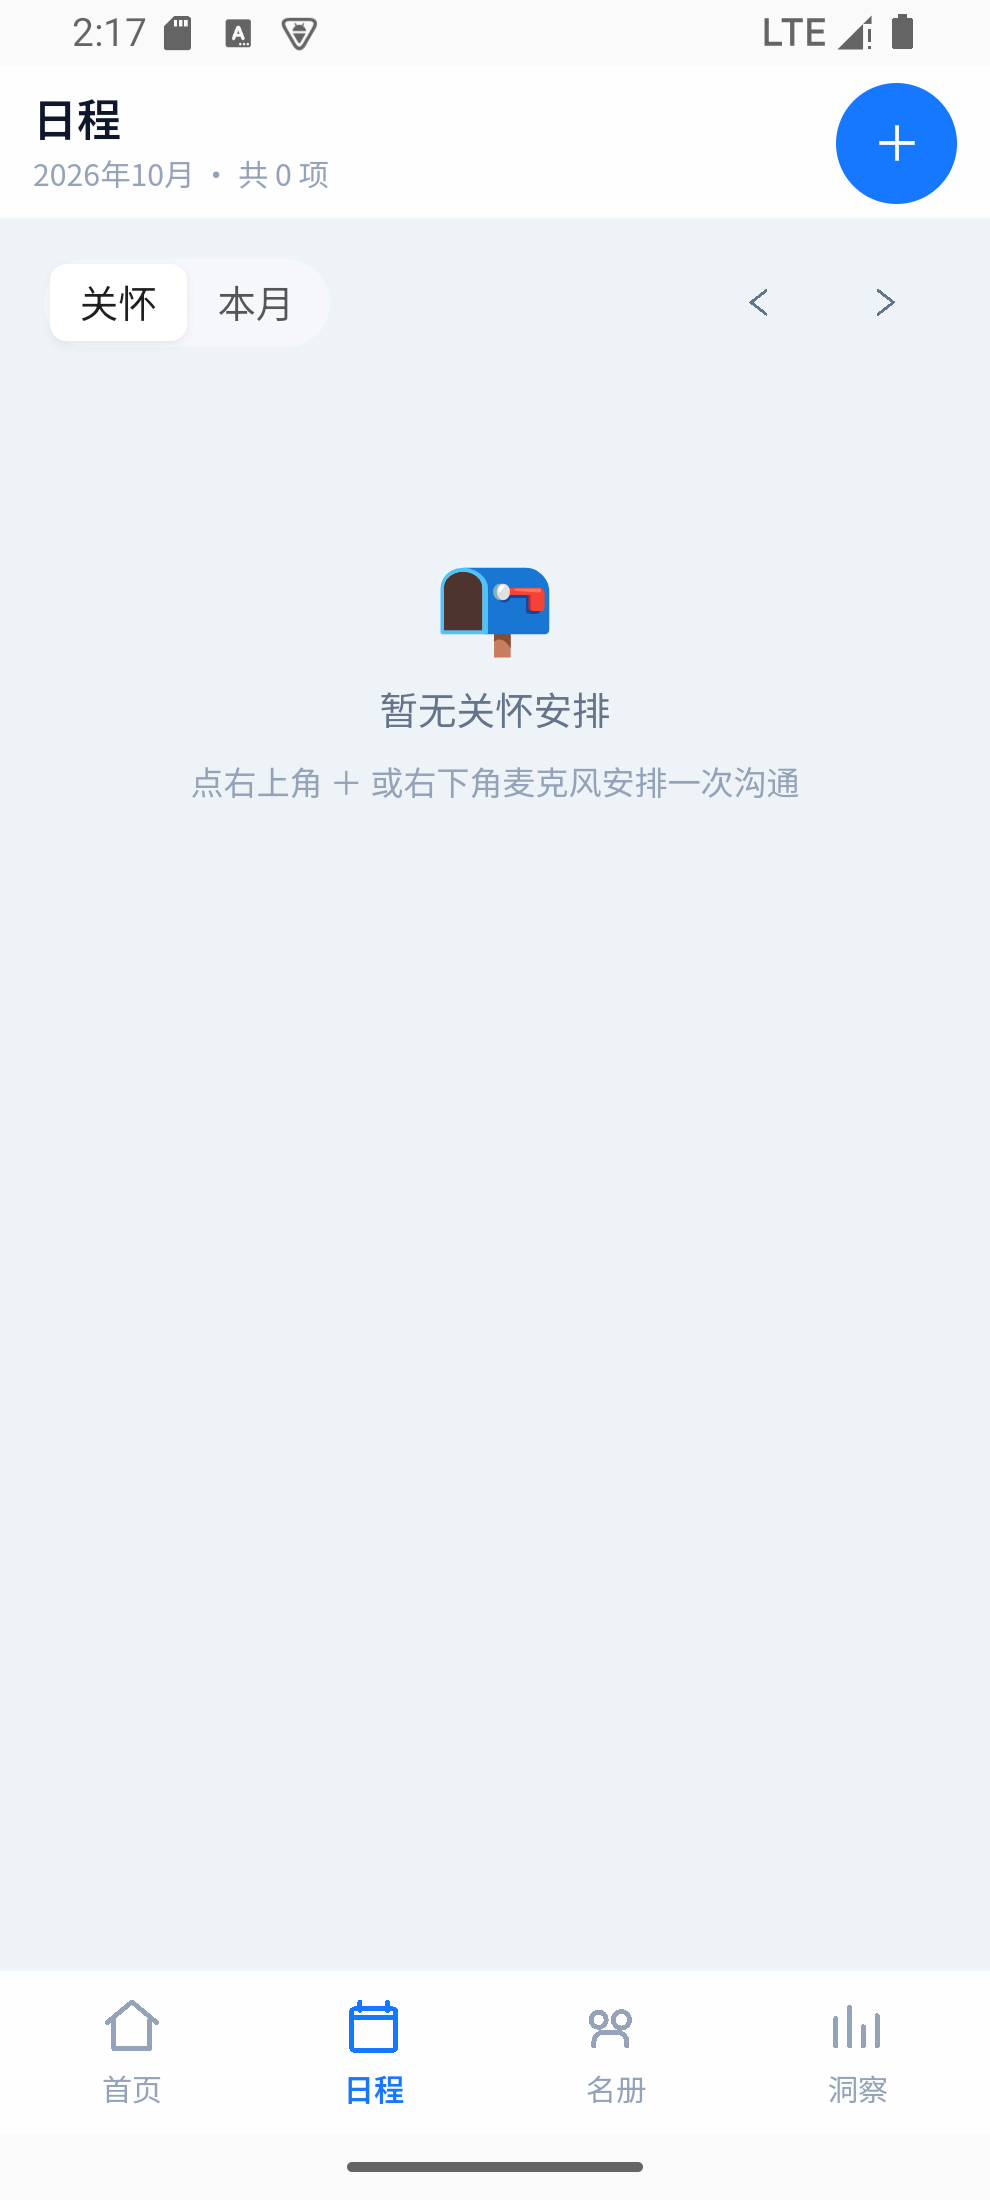 2:17
LTE
日程
2026年10月 · 共 0 项
关怀
本月
暂无关怀安排
点右上角 ＋ 或右下角麦克风安排一次沟通
首页
日程
名册
洞察